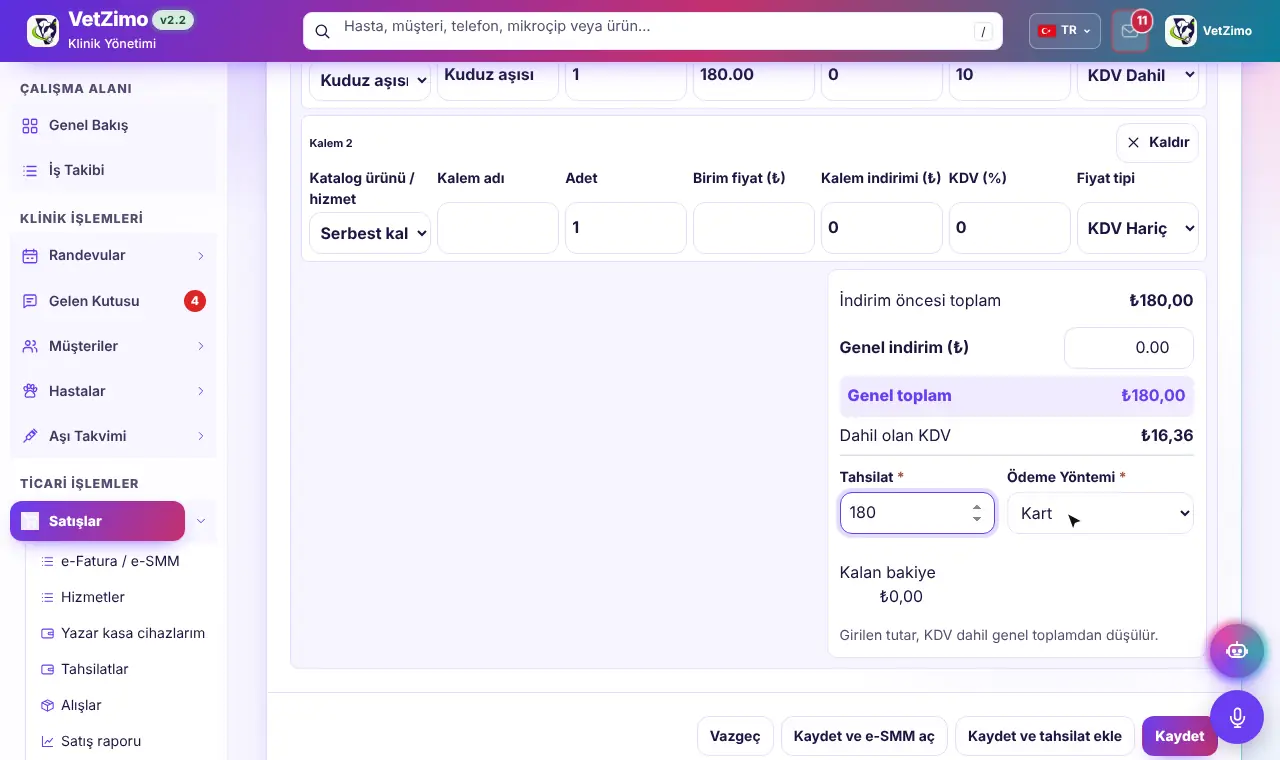 VetZimo v2.2
Klinik Yönetimi
Hasta, müşteri, telefon, mikroçip veya ürün...
/
TR
11
VetZimo
ÇALIŞMA ALANI
Genel Bakış
İş Takibi
KLİNİK İŞLEMLERİ
Randevular
Gelen Kutusu 4
Müşteriler
Hastalar
Aşı Takvimi
TİCARİ İŞLEMLER
Satışlar
e-Fatura / e-SMM
Hizmetler
Yazar kasa cihazlarım
Tahsilatlar
Alışlar
Satış raporu
Kuduz aşısı Kuduz aşısı 1 180.00 0 10 KDV Dahil
Kalem 2
Kaldır
Katalog ürünü / hizmet
Kalem adı
Adet
Birim fiyat (₺)
Kalem indirimi (₺)
KDV (%)
Fiyat tipi
Serbest kal 1 0 0 KDV Hariç
İndirim öncesi toplam ₺180,00
Genel indirim (₺) 0.00
Genel toplam ₺180,00
Dahil olan KDV ₺16,36
Tahsilat * Ödeme Yöntemi *
180 Kart
Kalan bakiye
₺0,00
Girilen tutar, KDV dahil genel toplamdan düşülür.
Vazgeç Kaydet ve e-SMM aç Kaydet ve tahsilat ekle Kaydet